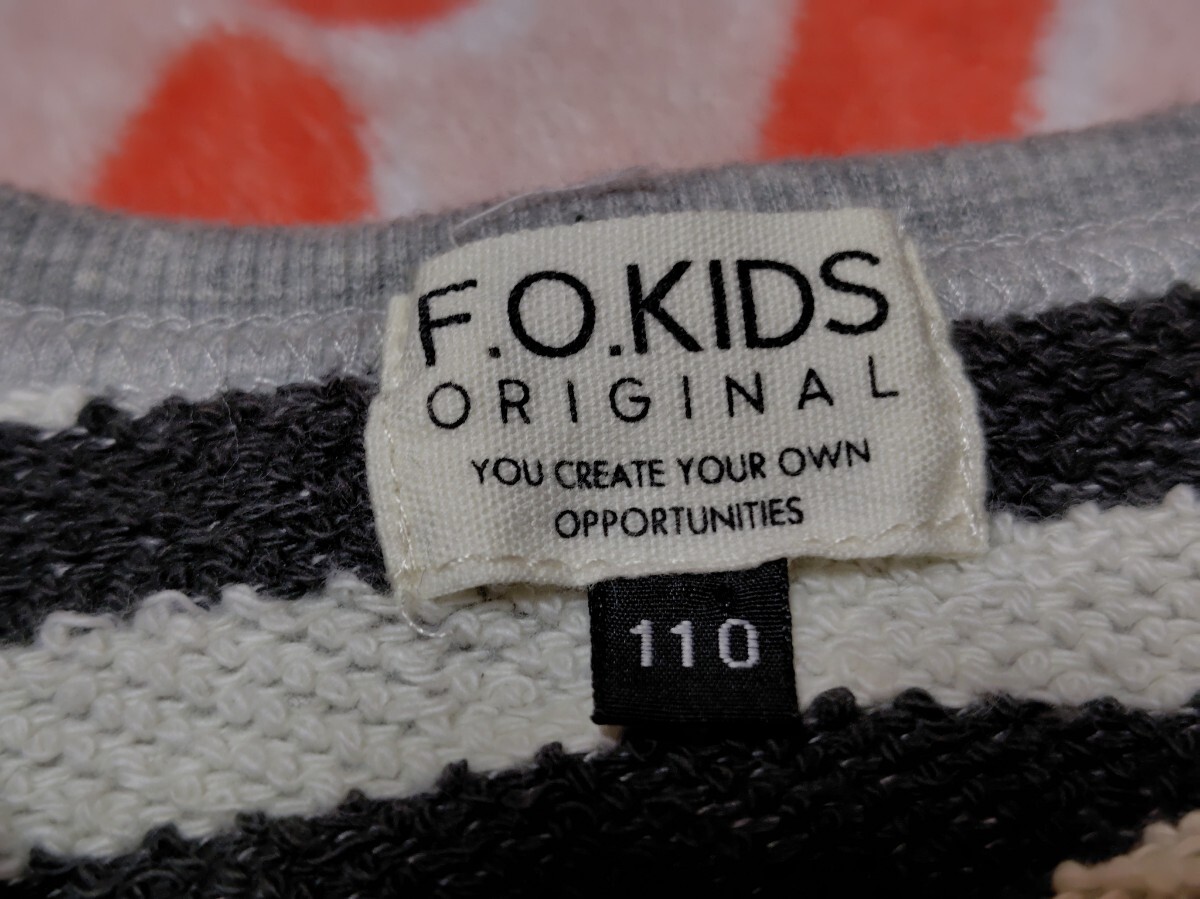 F.O.KIDS
ORIGINAL
YOU CREATE YOUR OWN
OPPORTUNITIES
110